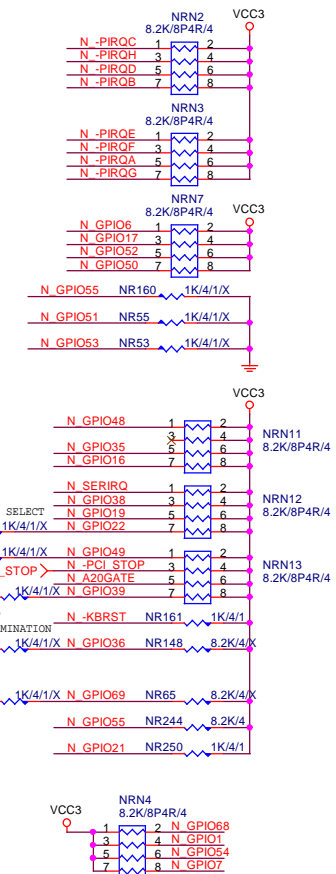 NRN2 VCC3
8.2K/8P4R/4
N_-PIRQC 1 2
N_-PIRQH 3 4
N_-PIRQD 5 6
N_-PIRQB 7 8
NRN3
8.2K/8P4R/4
N_-PIRQE 1 2
N_-PIRQF 3 4
N_-PIRQA 5 6
N_-PIRQG 7 8
NRN7
8.2K/8P4R/4 VCC3
N_GPIO6 1 2
N_GPIO17 3 4
N_GPIO52 5 6
N_GPIO50 7 8
N_GPIO55 NR160 1K/4/1/X
N_GPIO51 NR55 1K/4/1/X
N_GPIO53 NR53 1K/4/1/X
VCC3
N_GPIO48 1 2
3 4 NRN11
N_GPIO35 5 6 8.2K/8P4R/4
N_GPIO16 7 8
N_SERIRQ 1 2
N_GPIO38 3 4 NRN12
SELECT N_GPIO19 5 6 8.2K/8P4R/4
1K/4/1/X N_GPIO22 7 8
1K/4/1/X N_GPIO49 1 2
_STOP N_-PCI_STOP 3 4 NRN13
N_A20GATE 5 6 8.2K/8P4R/4
1K/4/1/X N_GPIO39 7 8
N_-KBRST NR161 1K/4/1
MINATION
1K/4/1/X N_GPIO36 NR148 8.2K/4/X
1K/4/1/X N_GPIO69 NR65 8.2K/4/X
N_GPIO55 NR244 8.2K/4
N_GPIO21 NR250 1K/4/1
NRN4
VCC3 8.2K/8P4R/4
1 2 N_GPIO68
3 4 N_GPIO1
5 6 N_GPIO54
7 8 N_GPIO7